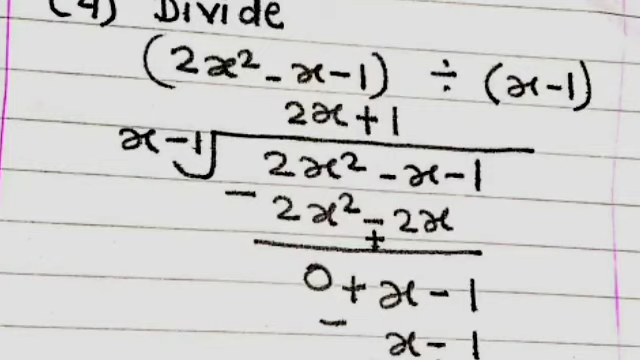 (4) Divide
(2x² - x - 1) ÷ (x - 1)
2x + 1
x - 1 2x² - x - 1
- 2x² - 2x
+
0 + x - 1
- x - 1